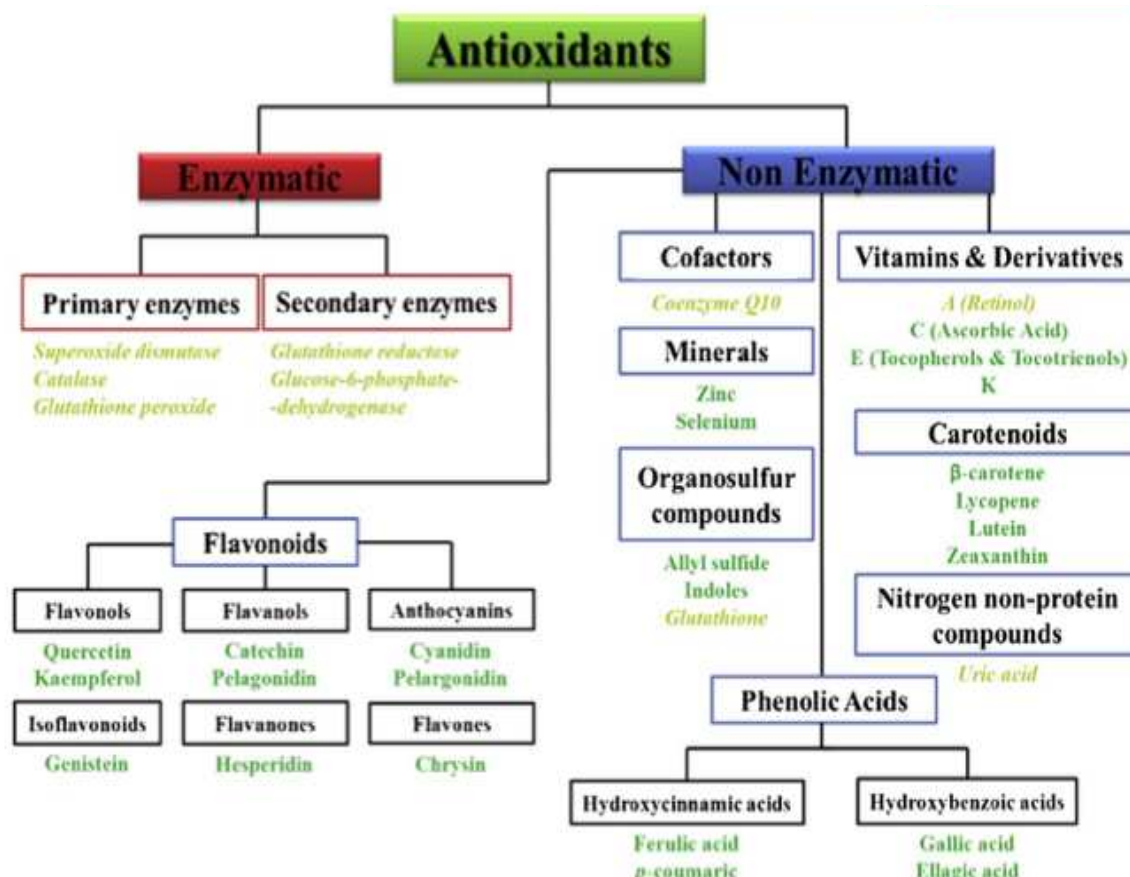 Antioxidants
Enzymatic
Non Enzymatic
Primary enzymes
Superoxide dismutase
Catalase
Glutathione peroxide
Secondary enzymes
Glutathione reductase
Glucose-6-phosphate-
-dehydrogenase
Cofactors
Coenzyme Q10
Minerals
Zinc
Selenium
Organosulfur
compounds
Allyl sulfide
Indoles
Glutathione
Vitamins & Derivatives
A (Retinol)
C (Ascorbic Acid)
E (Tocopherols & Tocotrienols)
K
Carotenoids
β-carotene
Lycopene
Lutein
Zeaxanthin
Nitrogen non-protein
compounds
Uric acid
Flavonoids
Flavonols
Quercetin
Kaempferol
Flavanols
Catechin
Pelagonidin
Anthocyanins
Cyanidin
Pelargonidin
Isoflavonoids
Genistein
Flavanones
Hesperidin
Flavones
Chrysin
Phenolic Acids
Hydroxycinnamic acids
Ferulic acid
p-coumaric
Hydroxybenzoic acids
Gallic acid
Ellagic acid